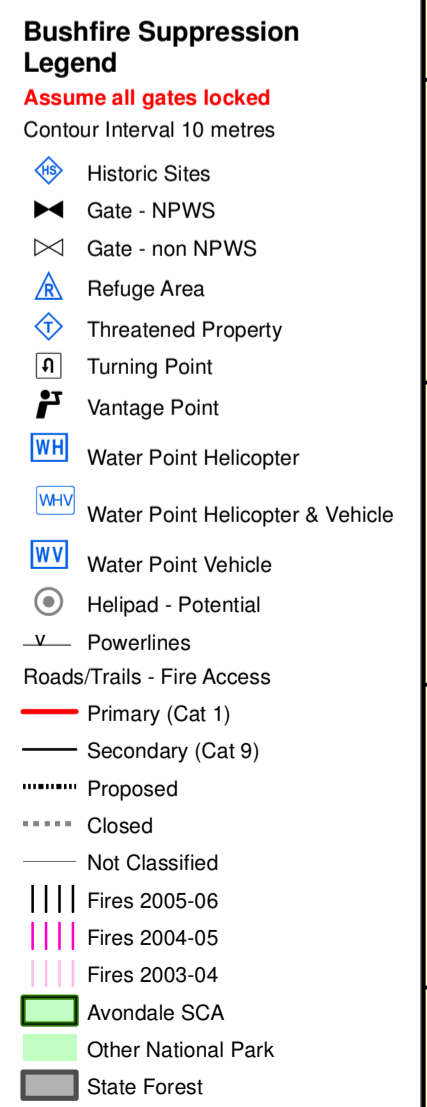 Bushfire Suppression
Legend
Assume all gates locked
Contour Interval 10 metres
HS Historic Sites
Gate - NPWS
Gate - non NPWS
R Refuge Area
T Threatened Property
Turning Point
Vantage Point
WH Water Point Helicopter
WHV Water Point Helicopter & Vehicle
WV Water Point Vehicle
Helipad - Potential
v Powerlines
Roads/Trails - Fire Access
Primary (Cat 1)
Secondary (Cat 9)
Proposed
Closed
Not Classified
Fires 2005-06
Fires 2004-05
Fires 2003-04
Avondale SCA
Other National Park
State Forest